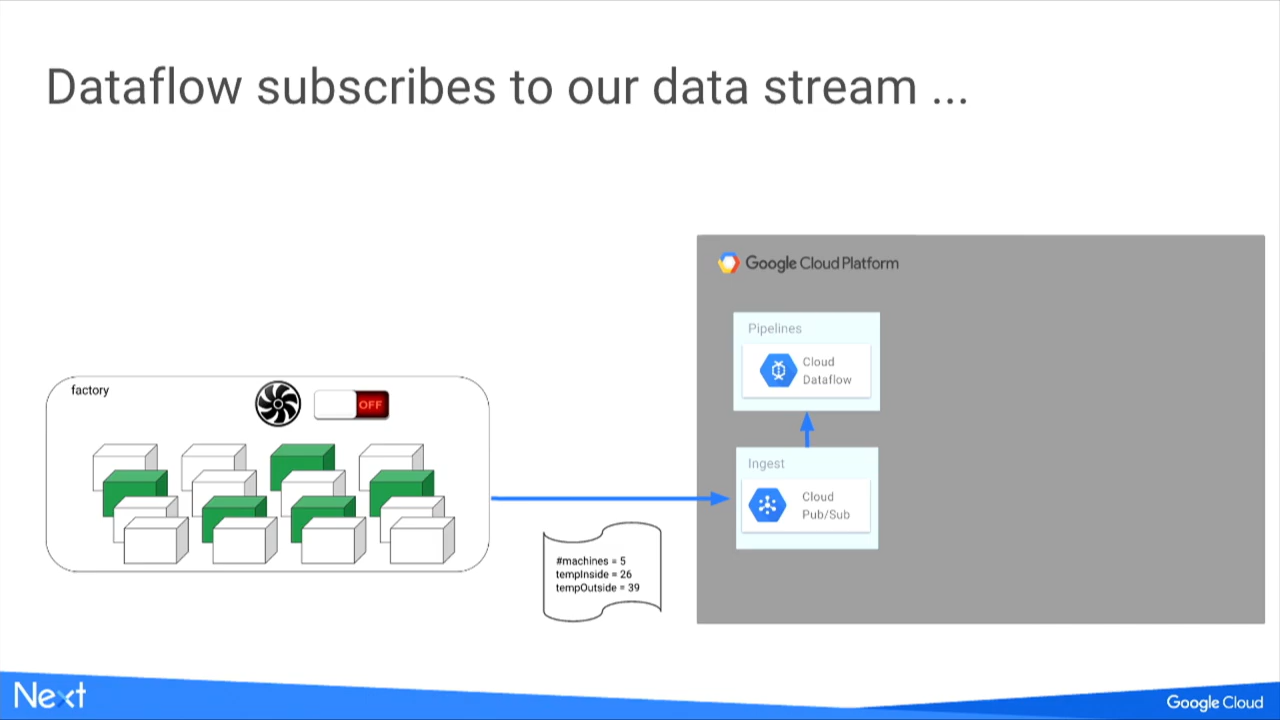 Dataflow subscribes to our data stream ...
Google Cloud Platform
Pipelines
Cloud
Dataflow
factory
OFF
Ingest
Cloud
Pub/Sub
#machines = 5
tempInside = 26
tempOutside = 39
Next
Google Cloud